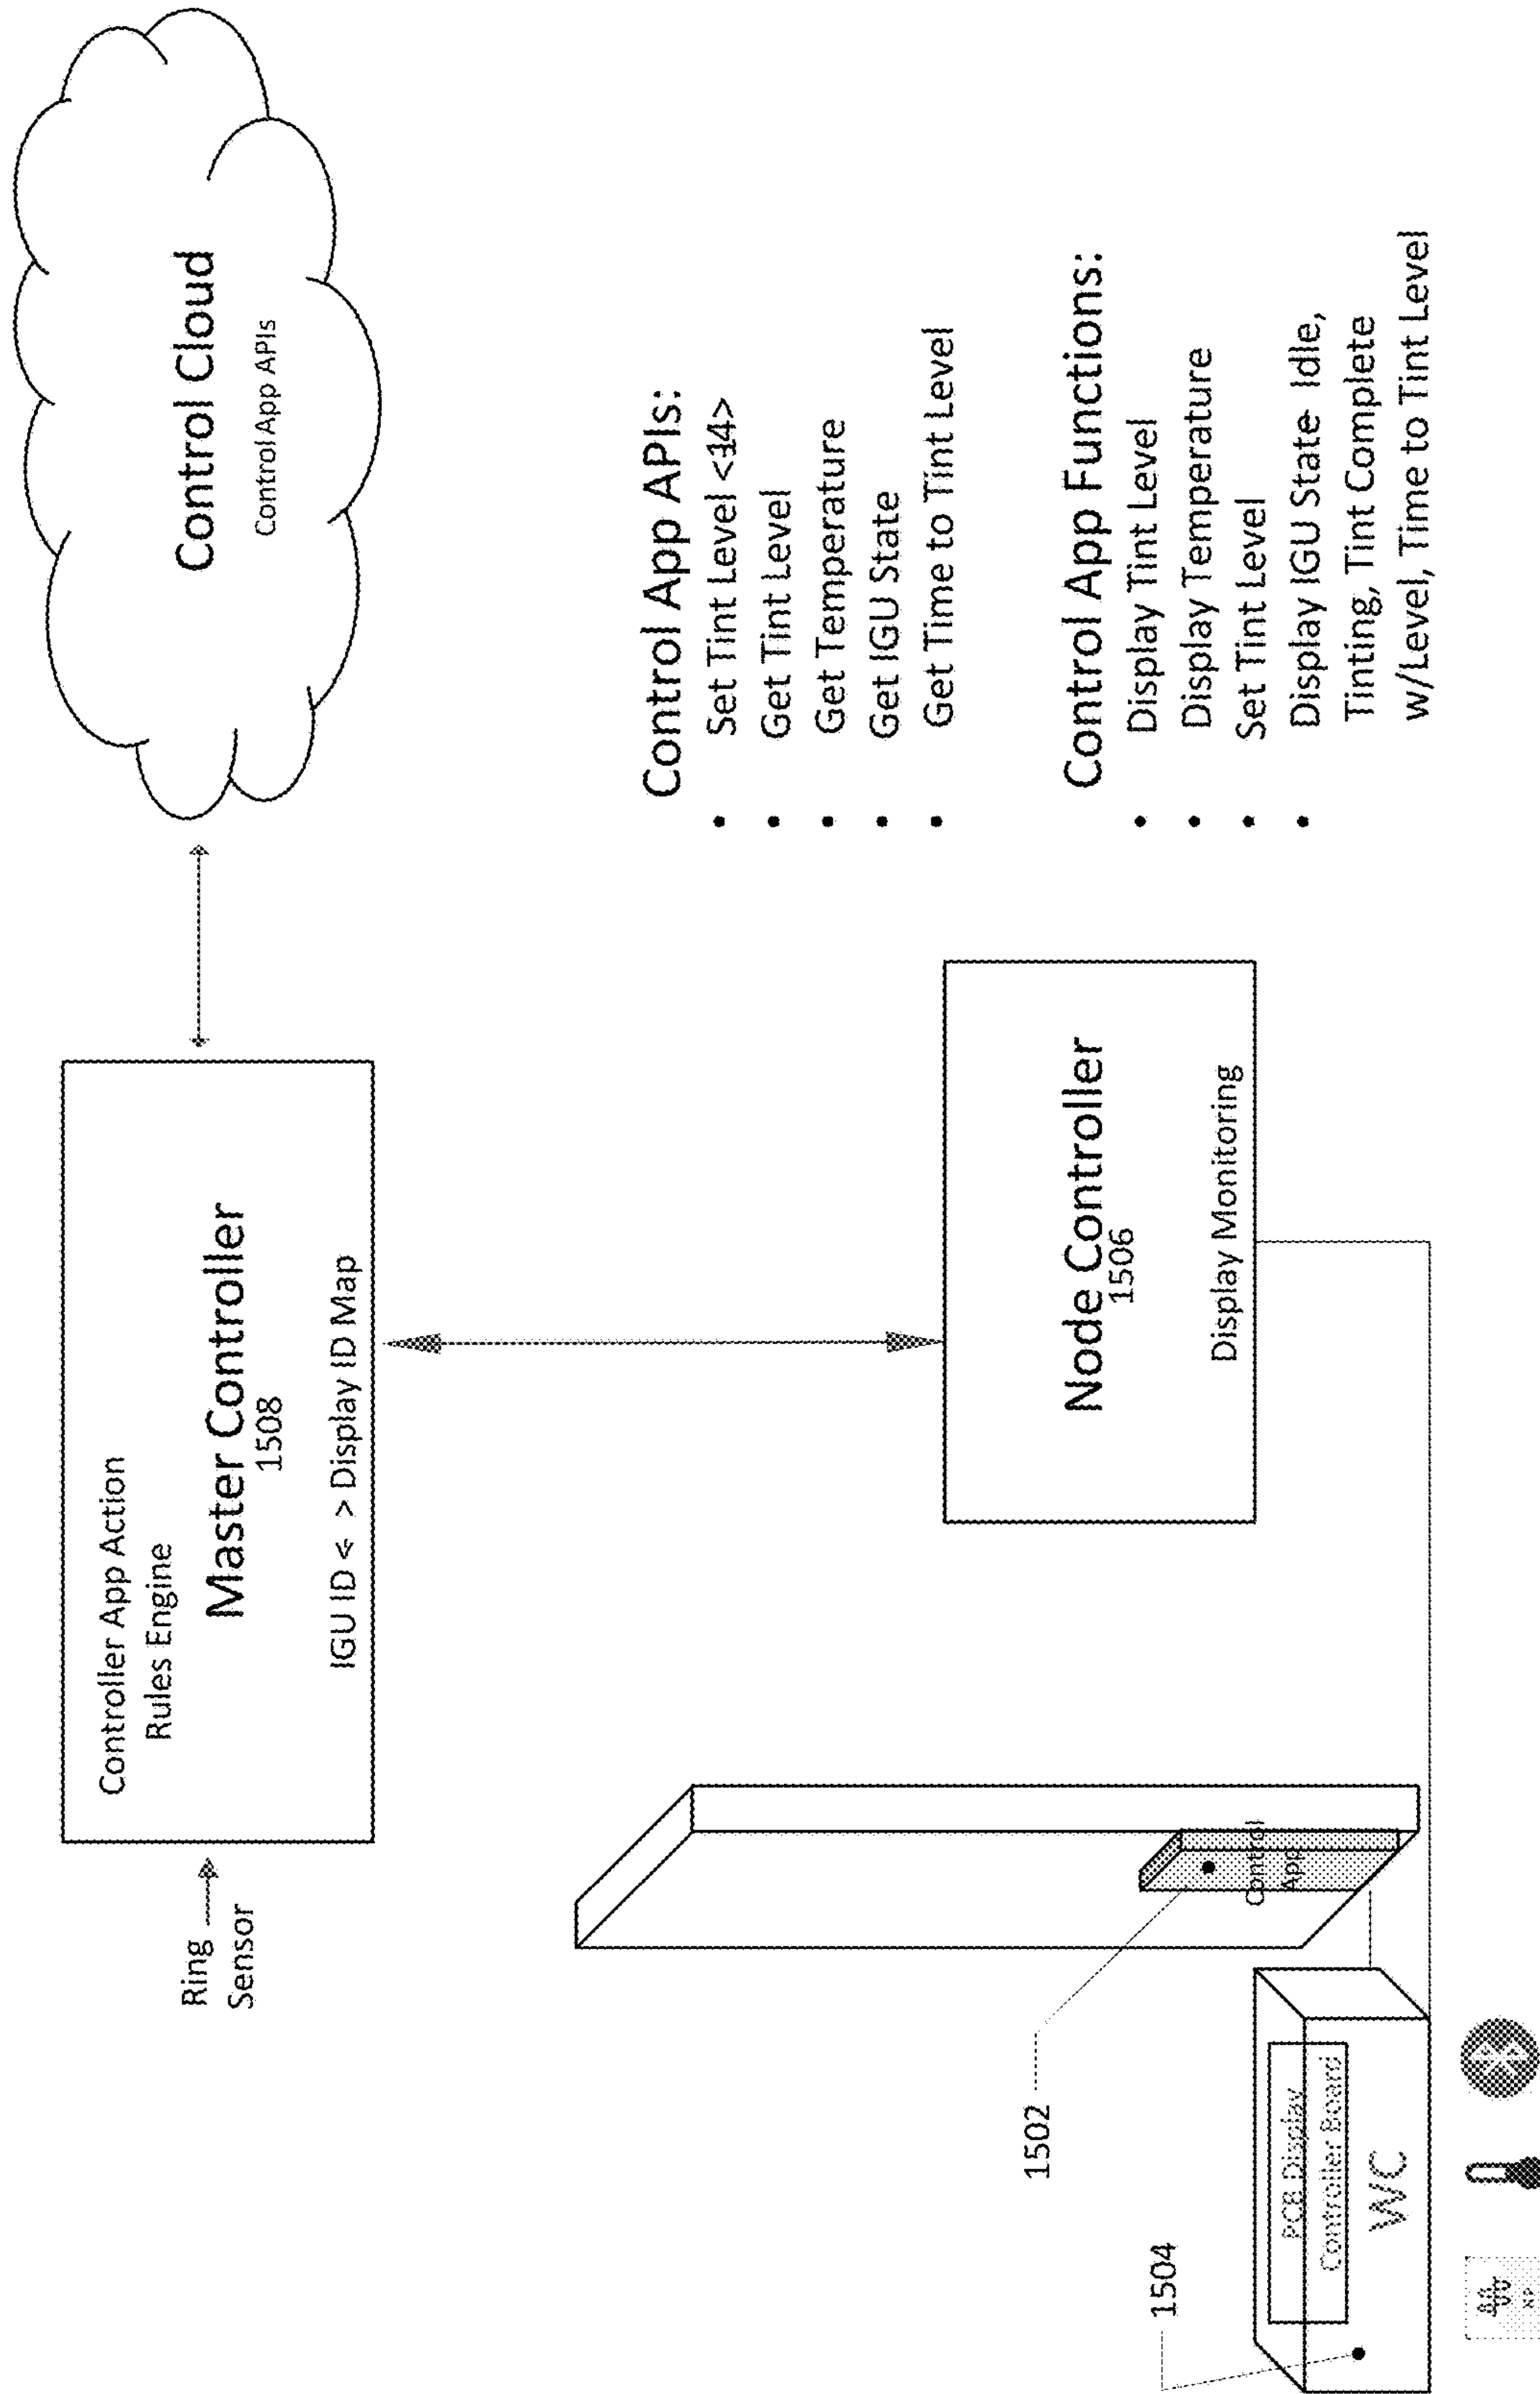 Ring
Sensor
Controller App Action
Rules Engine
Master Controller
1508
IGU ID < > Display ID Map
Control Cloud
Control App APIs
Control App APIs:
• Set Tint Level <14>
• Get Tint Level
• Get Temperature
• Get IGU State
• Get Time to Tint Level
Control App Functions:
• Display Tint Level
• Display Temperature
• Set Tint Level
• Display IGU State Idle,
Tinting, Tint Complete
w/Level, Time to Tint Level
Node Controller
1506
Display Monitoring
1502
Control
App
1504
PCB Display
Controller Board
WC